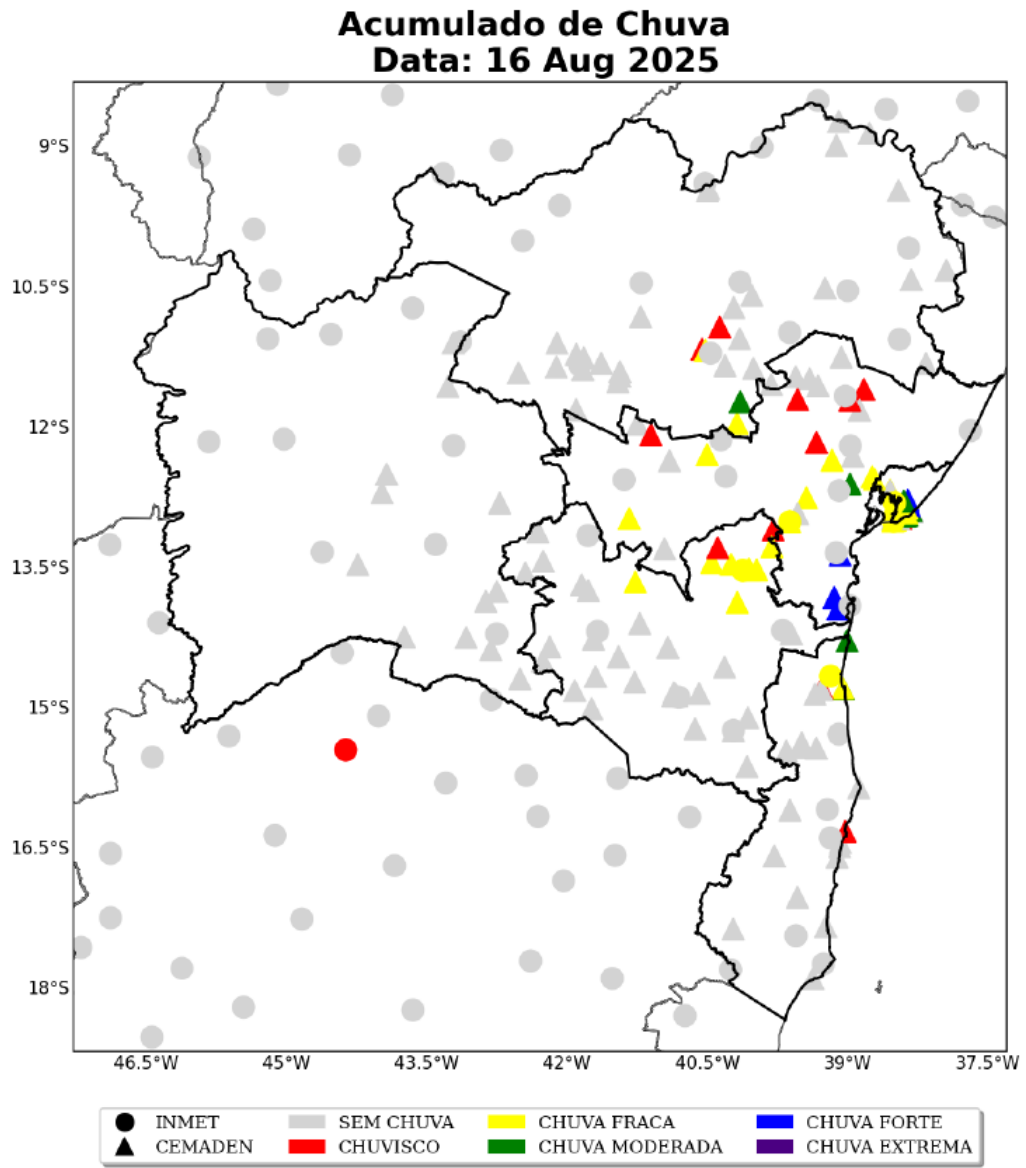 Acumulado de Chuva
Data: 16 Aug 2025
9°S
10.5°S
12°S
13.5°S
15°S
16.5°S
18°S
46.5°W 45°W 43.5°W 42°W 40.5°W 39°W 37.5°W
INMET SEM CHUVA CHUVA FRACA CHUVA FORTE
CEMADEN CHUVISCO CHUVA MODERADA CHUVA EXTREMA